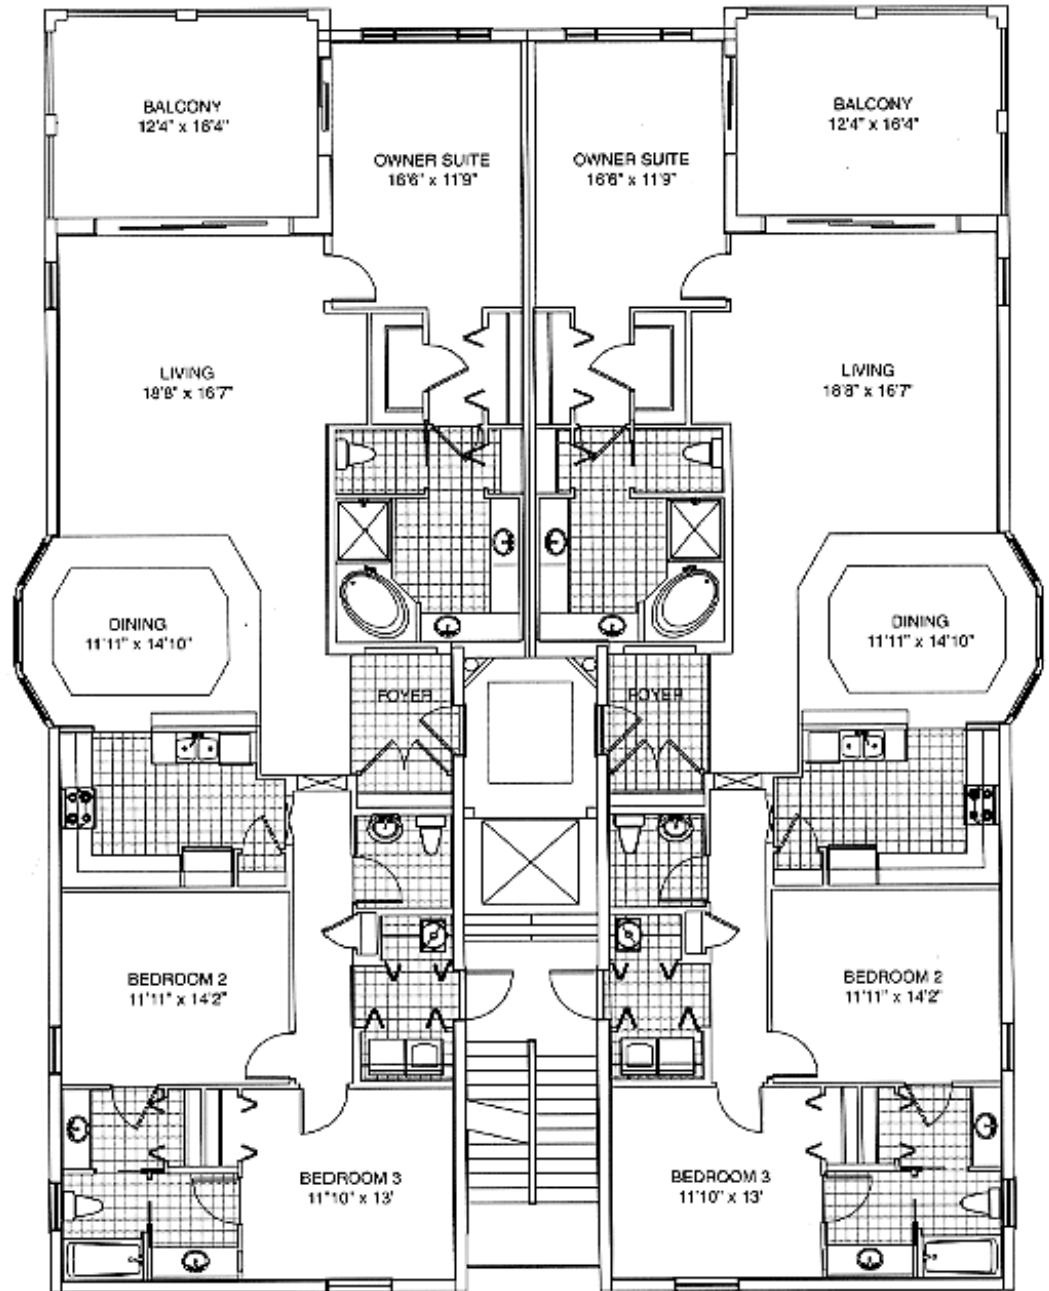 BALCONY
12'4" x 16'4"
OWNER SUITE
16'6" x 11'9"
OWNER SUITE
16'6" x 11'9"
BALCONY
12'4" x 16'4"
LIVING
18'8" x 16'7"
LIVING
18'8" x 16'7"
DINING
11'11" x 14'10"
DINING
11'11" x 14'10"
FOYER
FOYER
BEDROOM 2
11'11" x 14'2"
BEDROOM 2
11'11" x 14'2"
BEDROOM 3
11'10" x 13'
BEDROOM 3
11'10" x 13'